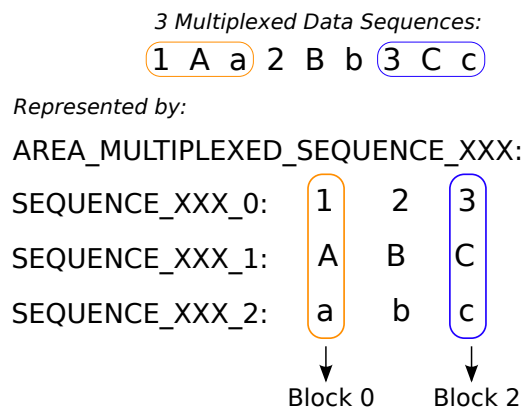 3 Multiplexed Data Sequences:
1 A a 2 B b 3 C c
Represented by:
AREA_MULTIPLEXED_SEQUENCE_XXX:
SEQUENCE_XXX_0: 1 2 3
SEQUENCE_XXX_1: A B C
SEQUENCE_XXX_2: a b c
Block 0 Block 2